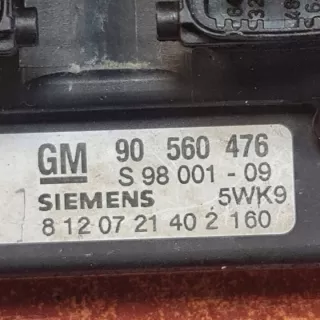 GM 90 560 476
S 98 001 - 09
SIEMENS 5WK9
8 12 07 21 40 2 160